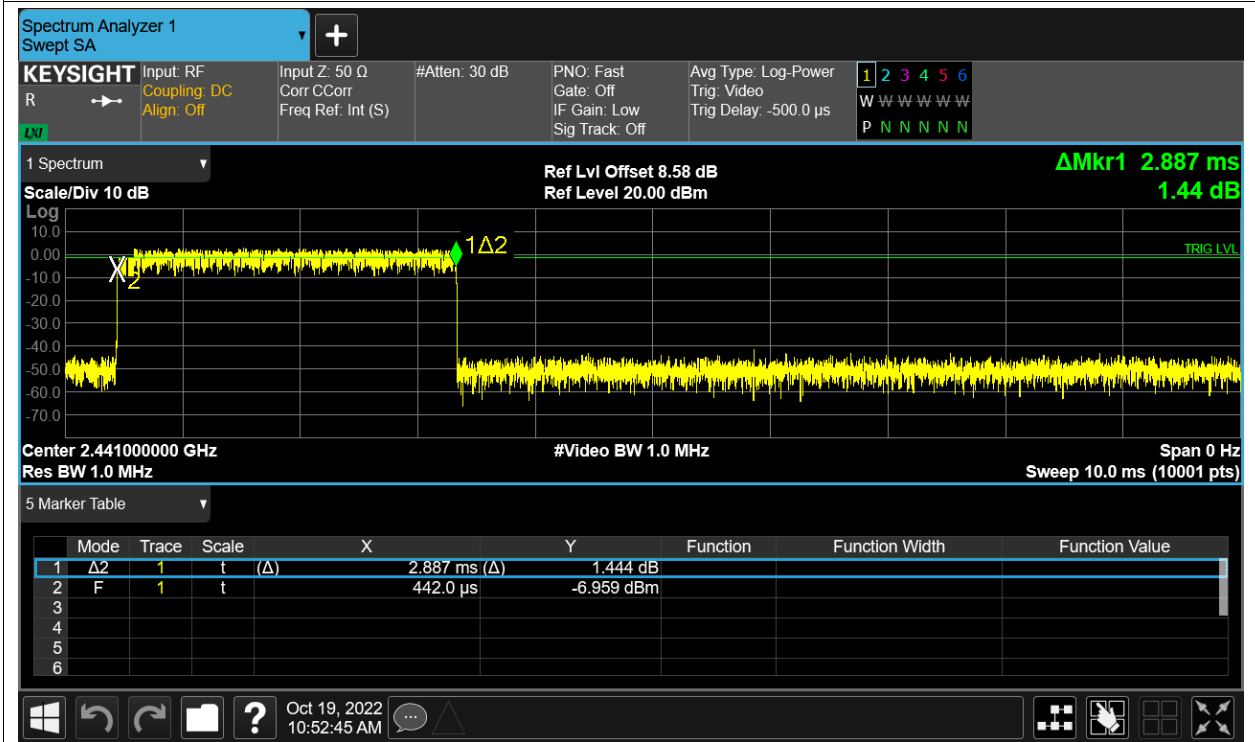 Spectrum Analyzer 1
Swept SA
+
KEYSIGHT
R
LXI
Input: RF
Coupling: DC
Align: Off
Input Z: 50 Ω
Corr CCorr
Freq Ref: Int (S)
#Atten: 30 dB
PNO: Fast
Gate: Off
IF Gain: Low
Sig Track: Off
Avg Type: Log-Power
Trig: Video
Trig Delay: -500.0 µs
1 2 3 4 5 6
W W W W W W
P N N N N N
1 Spectrum
Scale/Div 10 dB
Log
Ref Lvl Offset 8.58 dB
Ref Level 20.00 dBm
ΔMkr1 2.887 ms
1.44 dB
10.0
0.00
-10.0
-20.0
-30.0
-40.0
-50.0
-60.0
-70.0
1Δ2
X
2
TRIG LVL
Center 2.441000000 GHz
Res BW 1.0 MHz
#Video BW 1.0 MHz
Span 0 Hz
Sweep 10.0 ms (10001 pts)
5 Marker Table
Mode Trace Scale X Y Function Function Width Function Value
1 Δ2 1 t (Δ) 2.887 ms (Δ) 1.444 dB
2 F 1 t 442.0 µs -6.959 dBm
3
4
5
6
?
Oct 19, 2022
10:52:45 AM